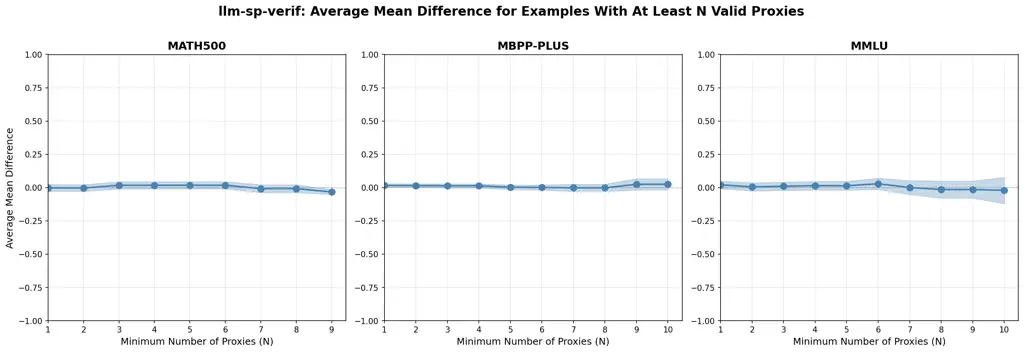 llm-sp-verif: Average Mean Difference for Examples With At Least N Valid Proxies
MATH500
MBPP-PLUS
MMLU
Average Mean Difference
1.00
0.75
0.50
0.25
0.00
−0.25
−0.50
−0.75
−1.00
1 2 3 4 5 6 7 8 9
Minimum Number of Proxies (N)
1.00
0.75
0.50
0.25
0.00
−0.25
−0.50
−0.75
−1.00
1 2 3 4 5 6 7 8 9 10
Minimum Number of Proxies (N)
1.00
0.75
0.50
0.25
0.00
−0.25
−0.50
−0.75
−1.00
1 2 3 4 5 6 7 8 9 10
Minimum Number of Proxies (N)